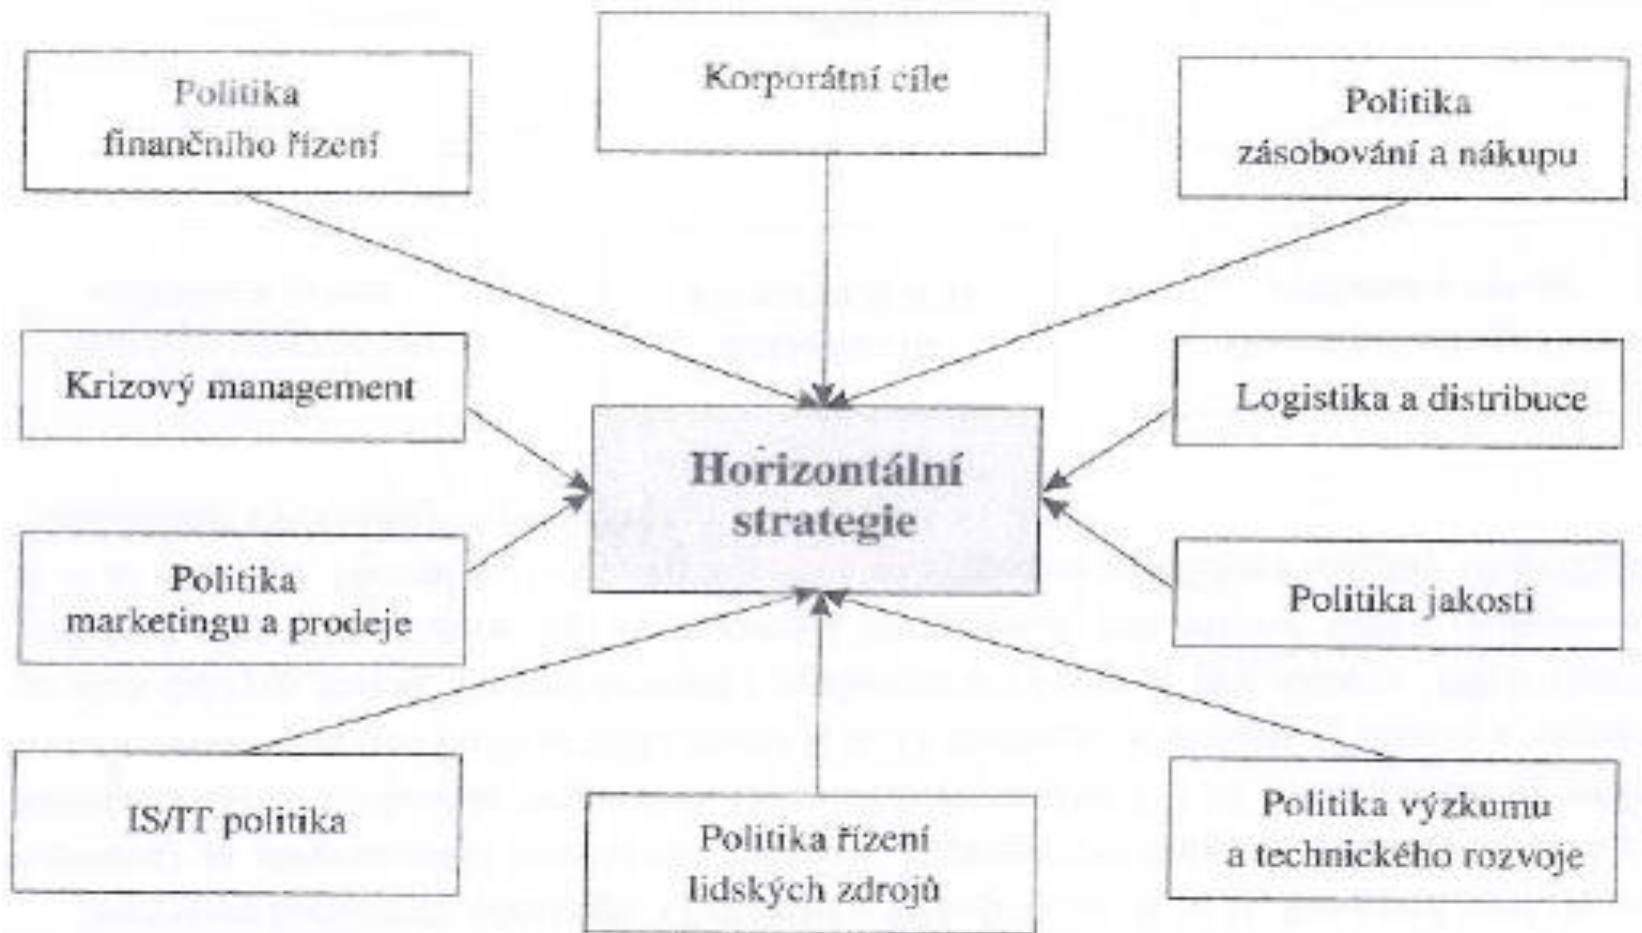 Politika
finančního řízení
Korporátní cíle
Politika
zásobování a nákupu
Krizový management
Logistika a distribuce
Horizontální
strategie
Politika
marketingu a prodeje
Politika jakosti
IS/IT politika
Politika řízení
lidských zdrojů
Politika výzkumu
a technického rozvoje